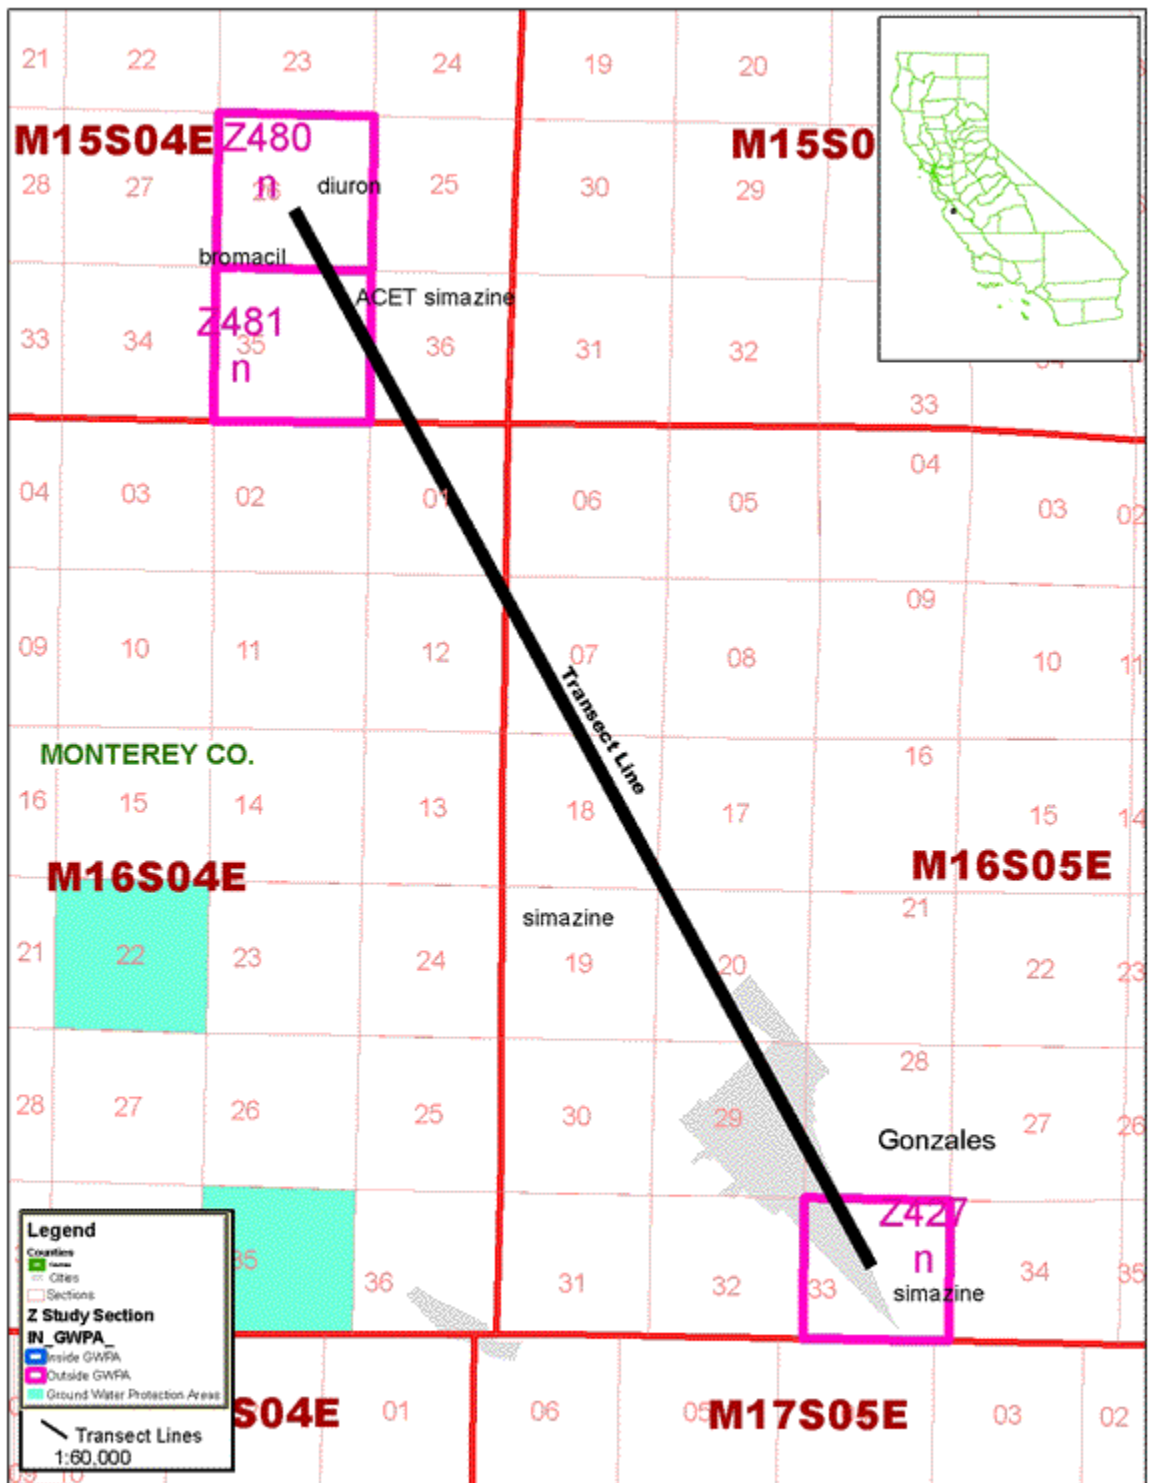 21 22 23 24 19 20
M15S04E Z480 M15S0
28 27 n 26 diuron 25 30 29
bromacil
ACET simazine
Z481
33 34 35 36 31 32
n
33
04
04 03 02 01 06 05 03 02
09
09 10 11 12 07 08 10 11
Transect Line
MONTEREY CO.
16
16 15 14 13 18 17 15 14
M16S04E M16S05E
21
simazine
21 22 23 24 19 20 22 23
28
28 27 26 25 30 29 27 26
Gonzales
Z427
n
35 36 31 32 33 simazine 34 35
Legend
Counties
Cities
Sections
Z Study Section
IN_GWPA_
Inside GWPA
Outside GWPA
Ground Water Protection Areas
S04E 01 06 05 M17S05E 03 02
Transect Lines
1:60,000
09 10